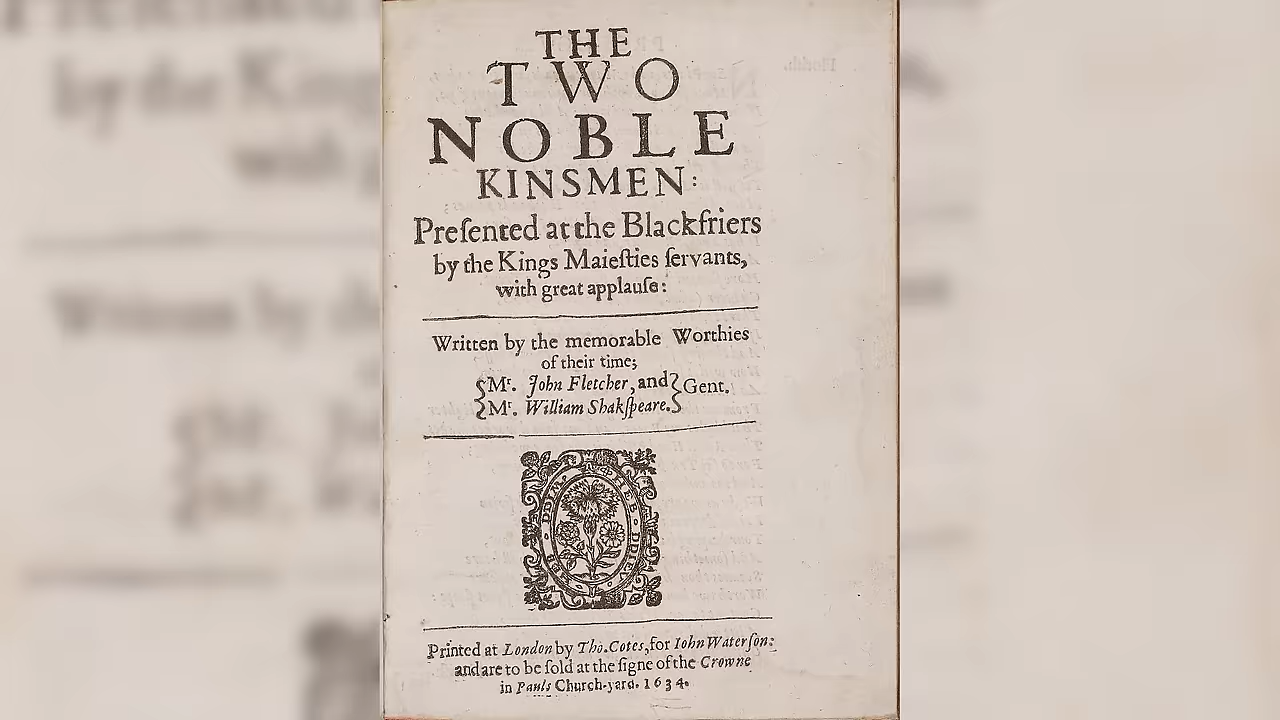 THE
TWO
NOBLE
KINSMEN:
Preſented at the Blackfriers
by the Kings Maieſties ſervants,
with great applauſe:
Written by the memorable Worthies
of their time;
{Mr. John Fletcher, and} Gent.
{Mr. William Shakſpeare.}
Printed at London by Tho. Cotes, for Iohn Waterſon:
and are to be ſold at the ſigne of the Crowne
in Pauls Church-yard. 1634.